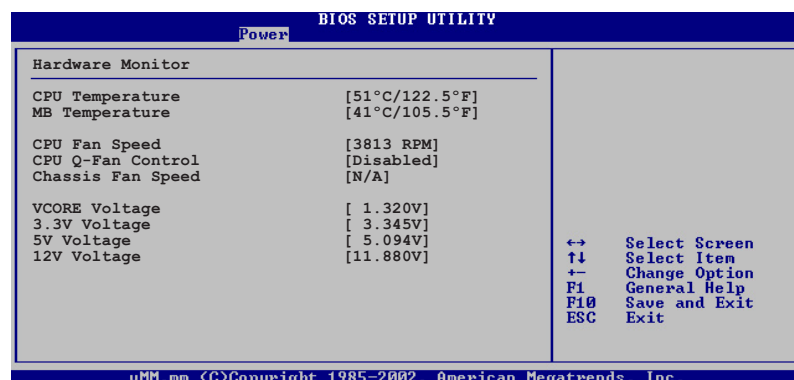 BIOS SETUP UTILITY
Power
Hardware Monitor
CPU Temperature [51°C/122.5°F]
MB Temperature [41°C/105.5°F]
CPU Fan Speed [3813 RPM]
CPU Q-Fan Control [Disabled]
Chassis Fan Speed [N/A]
VCORE Voltage [ 1.320V]
3.3V Voltage [ 3.345V]
5V Voltage [ 5.094V]
12V Voltage [11.880V]
←→ Select Screen
↑↓ Select Item
+- Change Option
F1 General Help
F10 Save and Exit
ESC Exit
(C)Copyright 1985-2002, American Megatrends, Inc